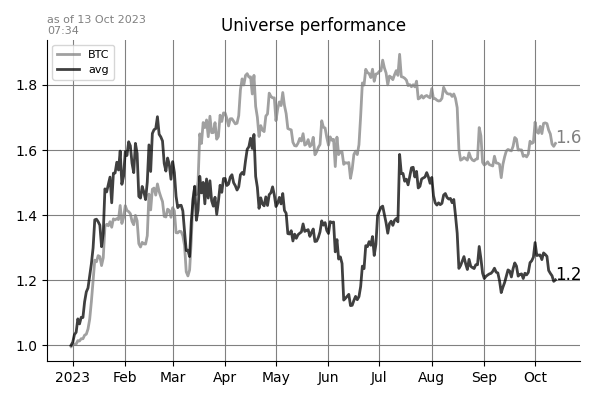 as of 13 Oct 2023
07:34
Universe performance
BTC
avg
1.8
1.6
1.4
1.2
1.0
1.6
1.2
2023 Feb Mar Apr May Jun Jul Aug Sep Oct